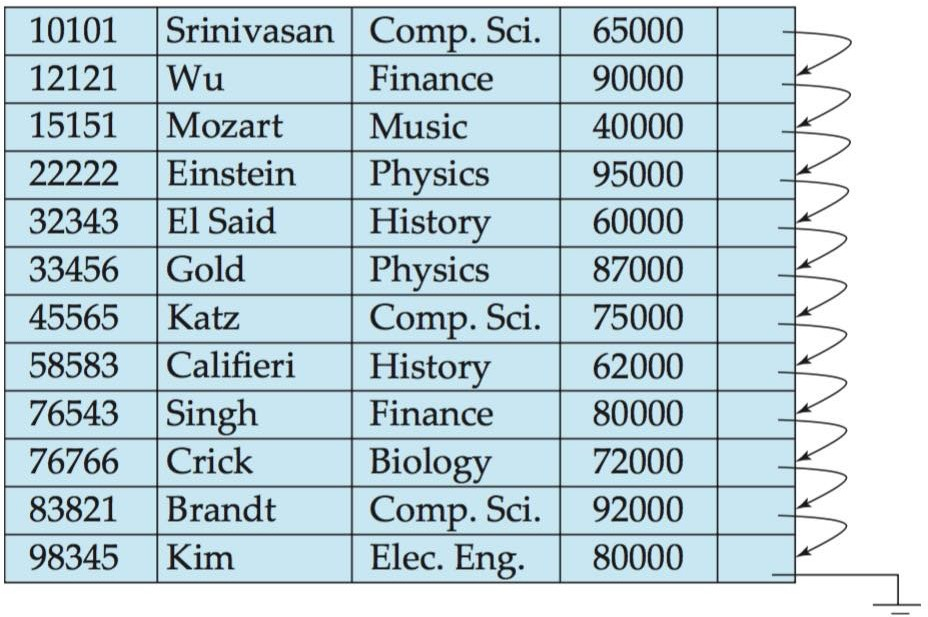 10101 Srinivasan Comp. Sci. 65000
12121 Wu Finance 90000
15151 Mozart Music 40000
22222 Einstein Physics 95000
32343 El Said History 60000
33456 Gold Physics 87000
45565 Katz Comp. Sci. 75000
58583 Califieri History 62000
76543 Singh Finance 80000
76766 Crick Biology 72000
83821 Brandt Comp. Sci. 92000
98345 Kim Elec. Eng. 80000